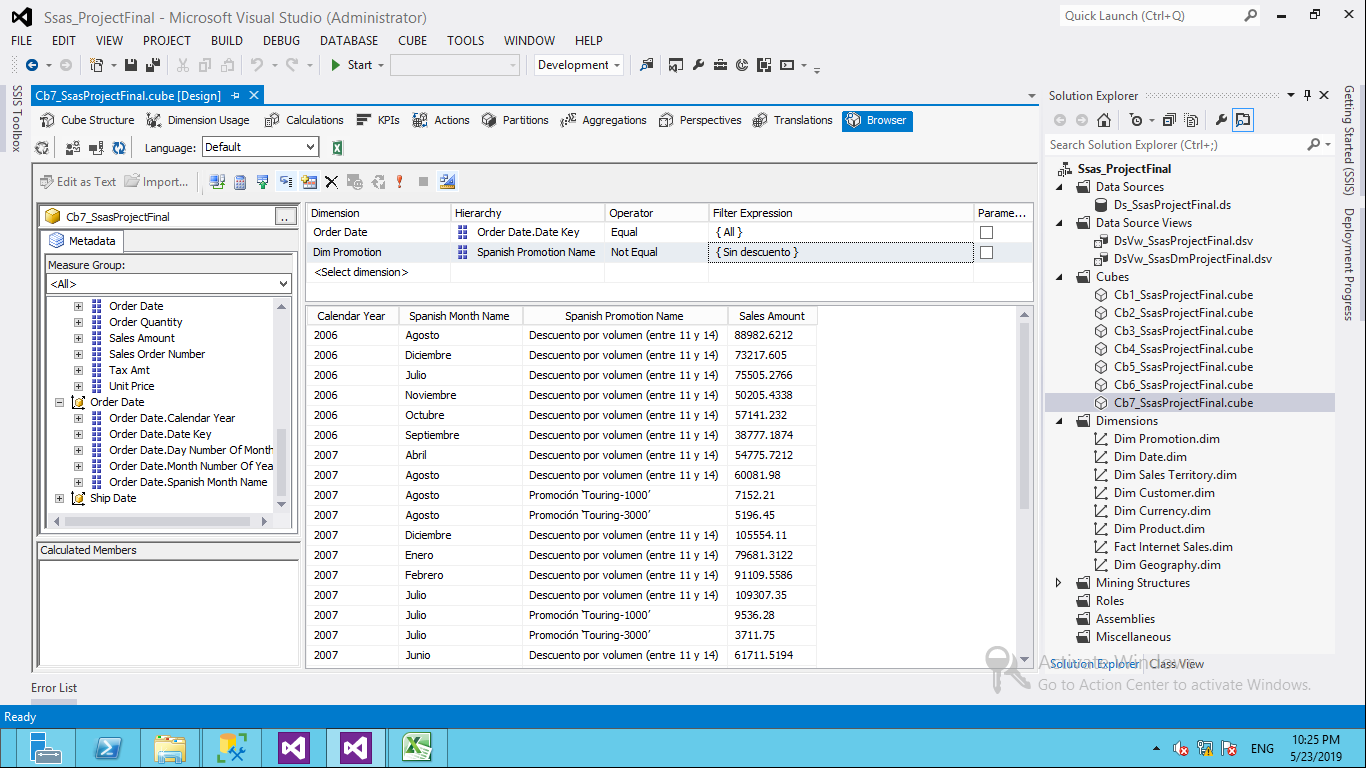 Ssas_ProjectFinal - Microsoft Visual Studio (Administrator)
Quick Launch (Ctrl+Q)
FILE EDIT VIEW PROJECT BUILD DEBUG DATABASE CUBE TOOLS WINDOW HELP
Start Development
SSIS Toolbox
Cb7_SsasProjectFinal.cube [Design]
Cube Structure Dimension Usage Calculations KPIs Actions Partitions Aggregations Perspectives Translations Browser
Language: Default
Edit as Text Import...
Cb7_SsasProjectFinal ..
Metadata
Measure Group:
<All>
Order Date
Order Quantity
Sales Amount
Sales Order Number
Tax Amt
Unit Price
Order Date
Order Date.Calendar Year
Order Date.Date Key
Order Date.Day Number Of Month
Order Date.Month Number Of Yea
Order Date.Spanish Month Name
Ship Date
Calculated Members
Dimension Hierarchy Operator Filter Expression Parame...
Order Date Order Date.Date Key Equal { All }
Dim Promotion Spanish Promotion Name Not Equal { Sin descuento }
<Select dimension>
Calendar Year Spanish Month Name Spanish Promotion Name Sales Amount
2006 Agosto Descuento por volumen (entre 11 y 14) 88982.6212
2006 Diciembre Descuento por volumen (entre 11 y 14) 73217.605
2006 Julio Descuento por volumen (entre 11 y 14) 75505.2766
2006 Noviembre Descuento por volumen (entre 11 y 14) 50205.4338
2006 Octubre Descuento por volumen (entre 11 y 14) 57141.232
2006 Septiembre Descuento por volumen (entre 11 y 14) 38777.1874
2007 Abril Descuento por volumen (entre 11 y 14) 54775.7212
2007 Agosto Descuento por volumen (entre 11 y 14) 60081.98
2007 Agosto Promoción 'Touring-1000' 7152.21
2007 Agosto Promoción 'Touring-3000' 5196.45
2007 Diciembre Descuento por volumen (entre 11 y 14) 105554.11
2007 Enero Descuento por volumen (entre 11 y 14) 79681.3122
2007 Febrero Descuento por volumen (entre 11 y 14) 91109.5586
2007 Julio Descuento por volumen (entre 11 y 14) 109307.35
2007 Julio Promoción 'Touring-1000' 9536.28
2007 Julio Promoción 'Touring-3000' 3711.75
2007 Junio Descuento por volumen (entre 11 y 14) 61711.5194
Solution Explorer
Search Solution Explorer (Ctrl+;)
Ssas_ProjectFinal
Data Sources
Ds_SsasProjectFinal.ds
Data Source Views
DsVw_SsasProjectFinal.dsv
DsVw_SsasDmProjectFinal.dsv
Cubes
Cb1_SsasProjectFinal.cube
Cb2_SsasProjectFinal.cube
Cb3_SsasProjectFinal.cube
Cb4_SsasProjectFinal.cube
Cb5_SsasProjectFinal.cube
Cb6_SsasProjectFinal.cube
Cb7_SsasProjectFinal.cube
Dimensions
Dim Promotion.dim
Dim Date.dim
Dim Sales Territory.dim
Dim Customer.dim
Dim Currency.dim
Dim Product.dim
Fact Internet Sales.dim
Dim Geography.dim
Mining Structures
Roles
Assemblies
Miscellaneous
Solution Explorer Class View
Activate Windows
Go to Action Center to activate Windows.
Getting Started (SSIS)
Deployment Progress
Error List
Ready
ENG
10:25 PM
5/23/2019